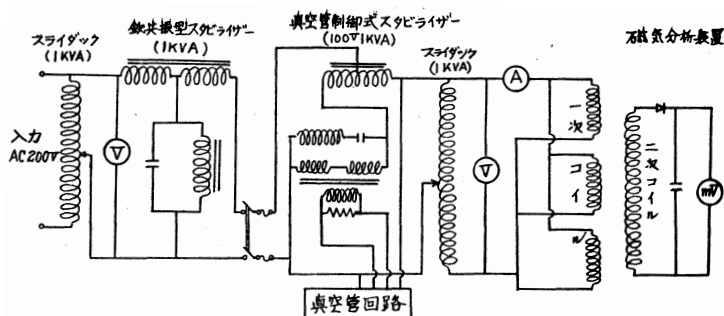 スライダック
(1KVA)
鉄共振型スタビライザー
(1KVA)
真空管制御式スタビライザー
(100V 1KVA)
スライダック
(1KVA)
磁気分析装置
入力
AC200V
V
A
V
一次コイル
二次コイル
mV
真空管回路